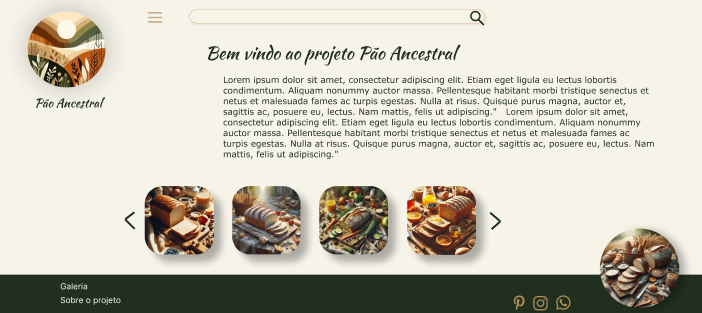 Bem vindo ao projeto Pão Ancestral
Pão Ancestral
Lorem ipsum dolor sit amet, consectetur adipiscing elit. Etiam eget ligula eu lectus lobortis
condimentum. Aliquam nonummy auctor massa. Pellentesque habitant morbi tristique senectus et
netus et malesuada fames ac turpis egestas. Nulla at risus. Quisque purus magna, auctor et,
sagittis ac, posuere eu, lectus. Nam mattis, felis ut adipiscing." Lorem ipsum dolor sit amet,
consectetur adipiscing elit. Etiam eget ligula eu lectus lobortis condimentum. Aliquam nonummy
auctor massa. Pellentesque habitant morbi tristique senectus et netus et malesuada fames ac
turpis egestas. Nulla at risus. Quisque purus magna, auctor et, sagittis ac, posuere eu, lectus. Nam
mattis, felis ut adipiscing."
Galeria
Sobre o projeto